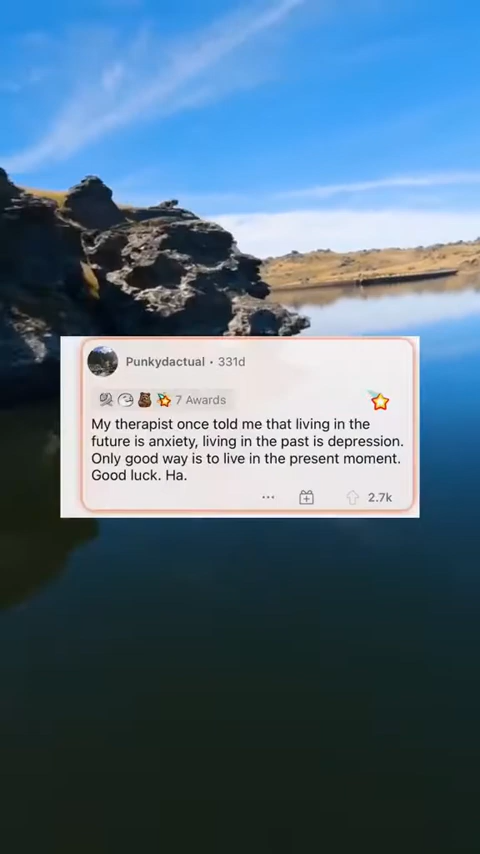 Punkydactual • 331d
7 Awards
My therapist once told me that living in the
future is anxiety, living in the past is depression.
Only good way is to live in the present moment.
Good luck. Ha.
2.7k